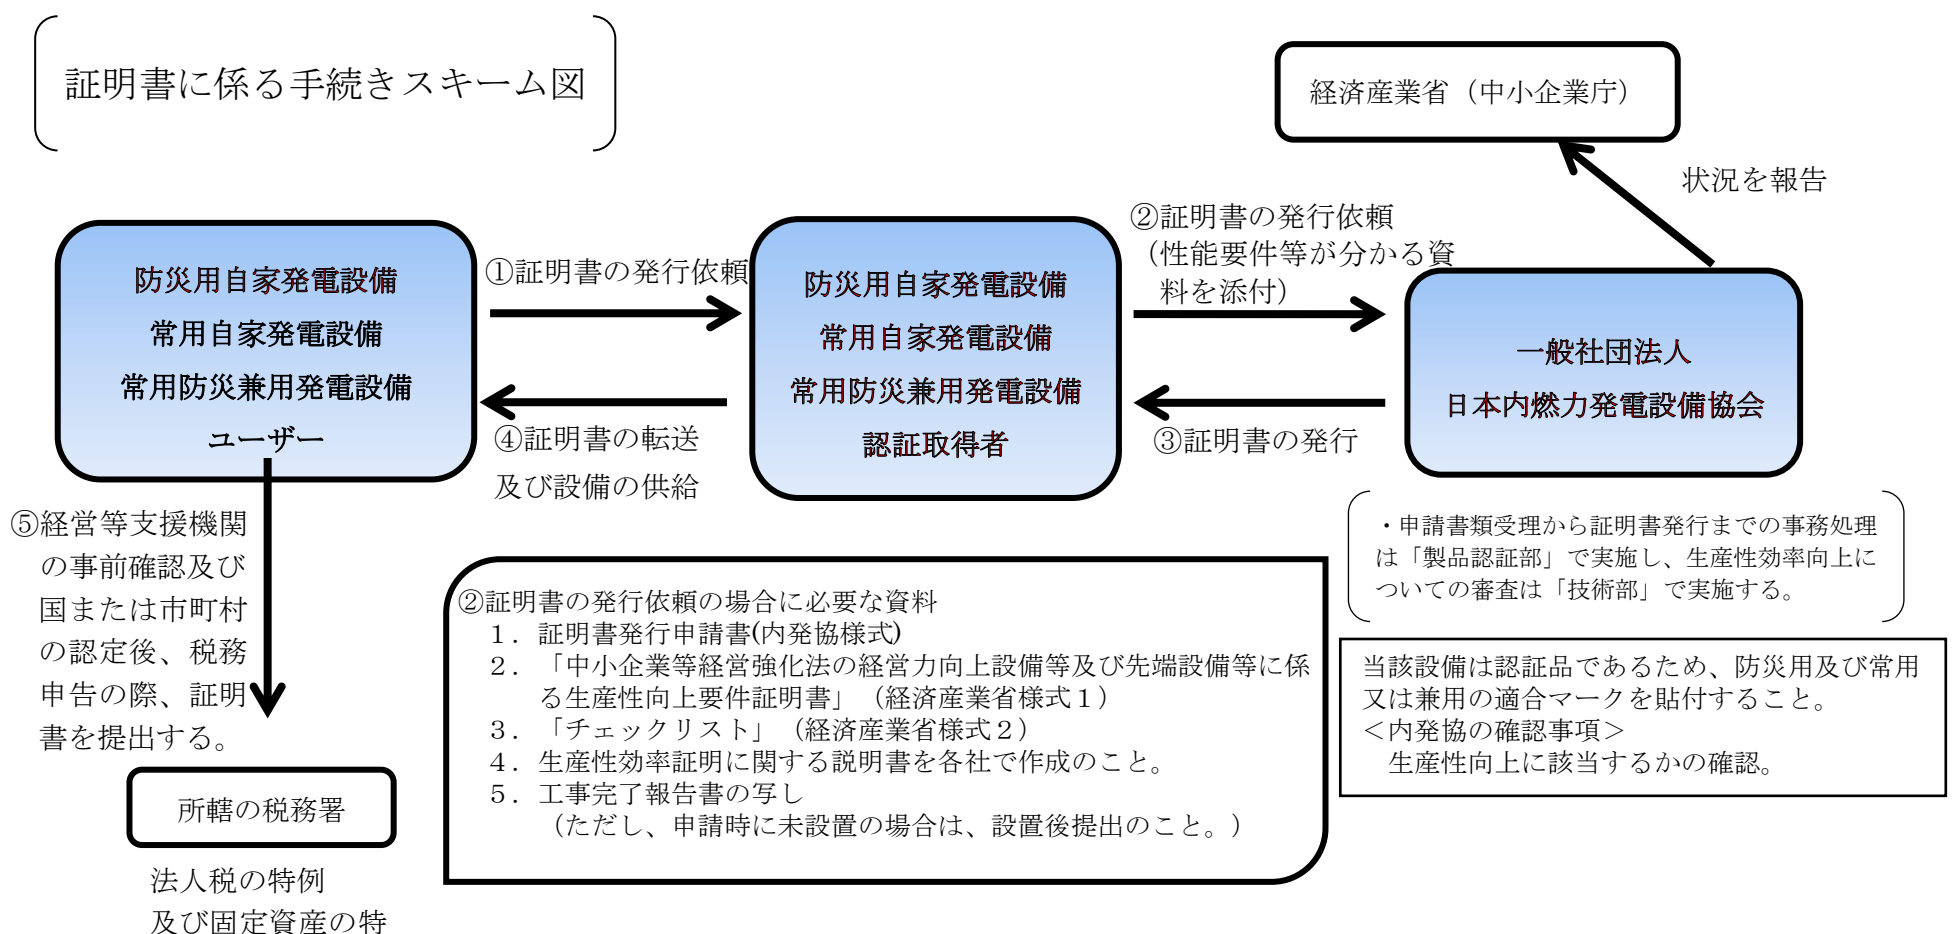 証明書に係る手続きスキーム図
経済産業省（中小企業庁）
状況を報告
防災用自家発電設備
常用自家発電設備
常用防災兼用発電設備
ユーザー
①証明書の発行依頼
④証明書の転送
及び設備の供給
防災用自家発電設備
常用自家発電設備
常用防災兼用発電設備
認証取得者
②証明書の発行依頼
（性能要件等が分かる資
料を添付）
③証明書の発行
一般社団法人
日本内燃力発電設備協会
⑤経営等支援機関
の事前確認及び
国または市町村
の認定後、税務
申告の際、証明
書を提出する。
所轄の税務署
法人税の特例
及び固定資産の特
②証明書の発行依頼の場合に必要な資料
１．証明書発行申請書(内発協様式)
２．「中小企業等経営強化法の経営力向上設備等及び先端設備等に係
る生産性向上要件証明書」（経済産業省様式１）
３．「チェックリスト」（経済産業省様式２）
４．生産性効率証明に関する説明書を各社で作成のこと。
５．工事完了報告書の写し
（ただし、申請時に未設置の場合は、設置後提出のこと。）
・申請書類受理から証明書発行までの事務処理
は「製品認証部」で実施し、生産性効率向上に
ついての審査は「技術部」で実施する。
当該設備は認証品であるため、防災用及び常用
又は兼用の適合マークを貼付すること。
＜内発協の確認事項＞
生産性向上に該当するかの確認。